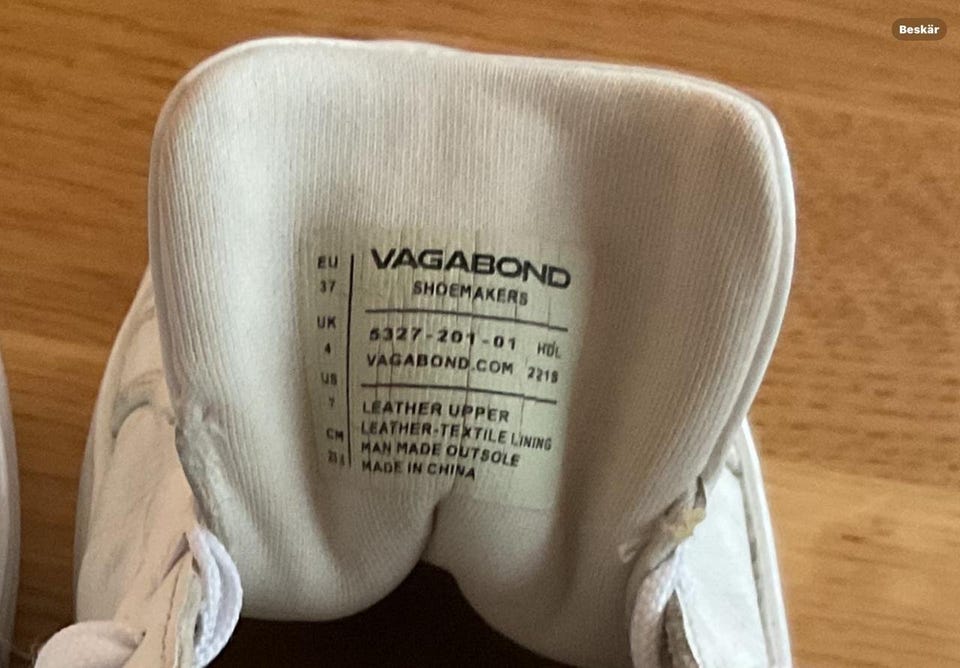 Beskär
EU
37
UK
4
US
7
CM
VAGABOND
SHOEMAKERS
5327-201-01 HDL
VAGABOND.COM 2219
LEATHER UPPER
LEATHER-TEXTILE LINING
MAN MADE OUTSOLE
MADE IN CHINA